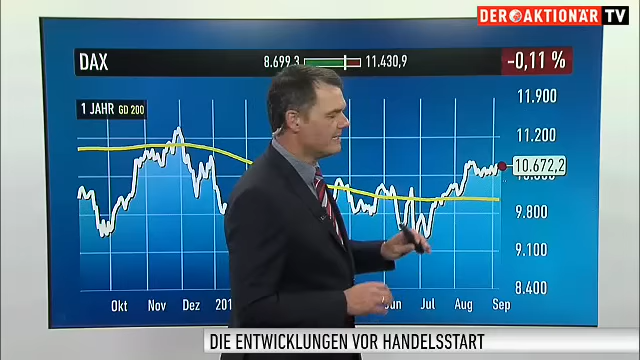 DER AKTIONÄR TV
DAX 8.699,3 11.430,9 -0,11 %
1 JAHR GD 200
11.900
11.200
10.672,2
9.800
9.100
8.400
Okt Nov Dez Jul Aug Sep
DIE ENTWICKLUNGEN VOR HANDELSSTART